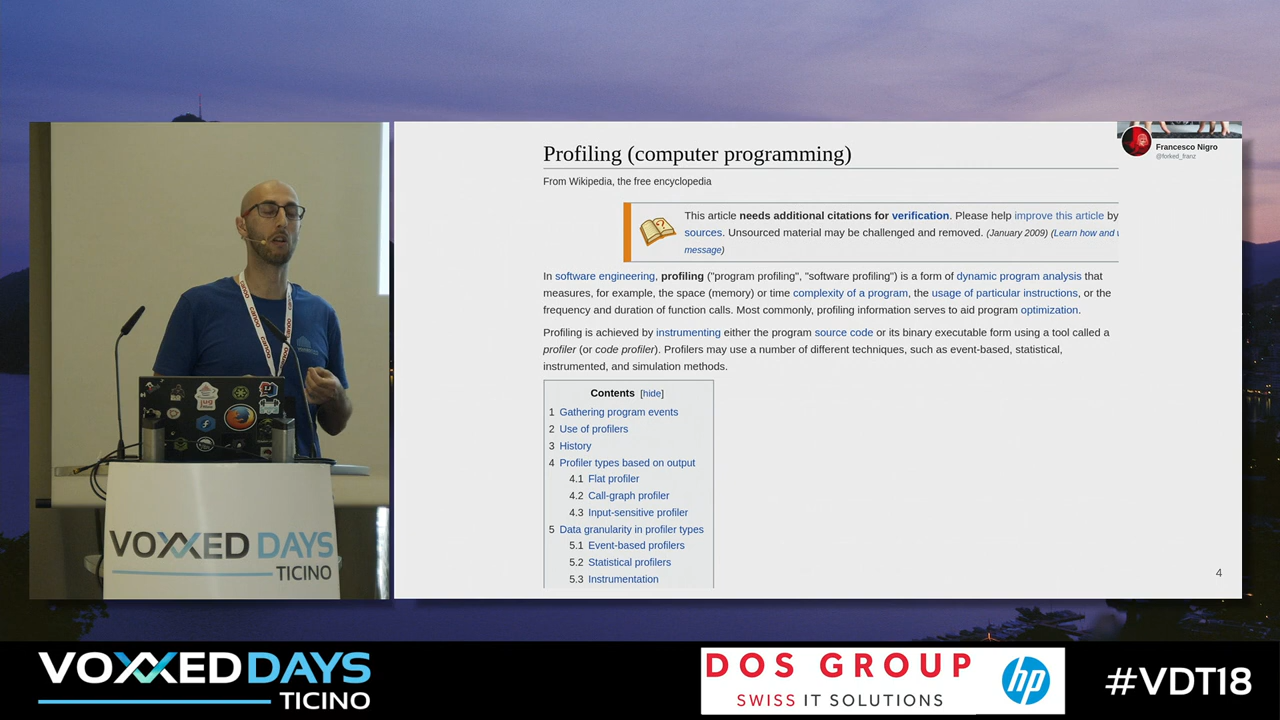 Profiling (computer programming)
From Wikipedia, the free encyclopedia
This article needs additional citations for verification. Please help improve this article by
sources. Unsourced material may be challenged and removed. (January 2009) (Learn how and
message)
In software engineering, profiling ("program profiling", "software profiling") is a form of dynamic program analysis that
measures, for example, the space (memory) or time complexity of a program, the usage of particular instructions, or the
frequency and duration of function calls. Most commonly, profiling information serves to aid program optimization.
Profiling is achieved by instrumenting either the program source code or its binary executable form using a tool called a
profiler (or code profiler). Profilers may use a number of different techniques, such as event-based, statistical,
instrumented, and simulation methods.
Contents [hide]
1 Gathering program events
2 Use of profilers
3 History
4 Profiler types based on output
4.1 Flat profiler
4.2 Call-graph profiler
4.3 Input-sensitive profiler
5 Data granularity in profiler types
5.1 Event-based profilers
5.2 Statistical profilers
5.3 Instrumentation
Francesco Nigro
@forked_franz
4
canoo
canoo
VOXXED DAYS
TICINO
VOXXED DAYS
TICINO
DOS GROUP
SWISS IT SOLUTIONS
hp
#VDT18